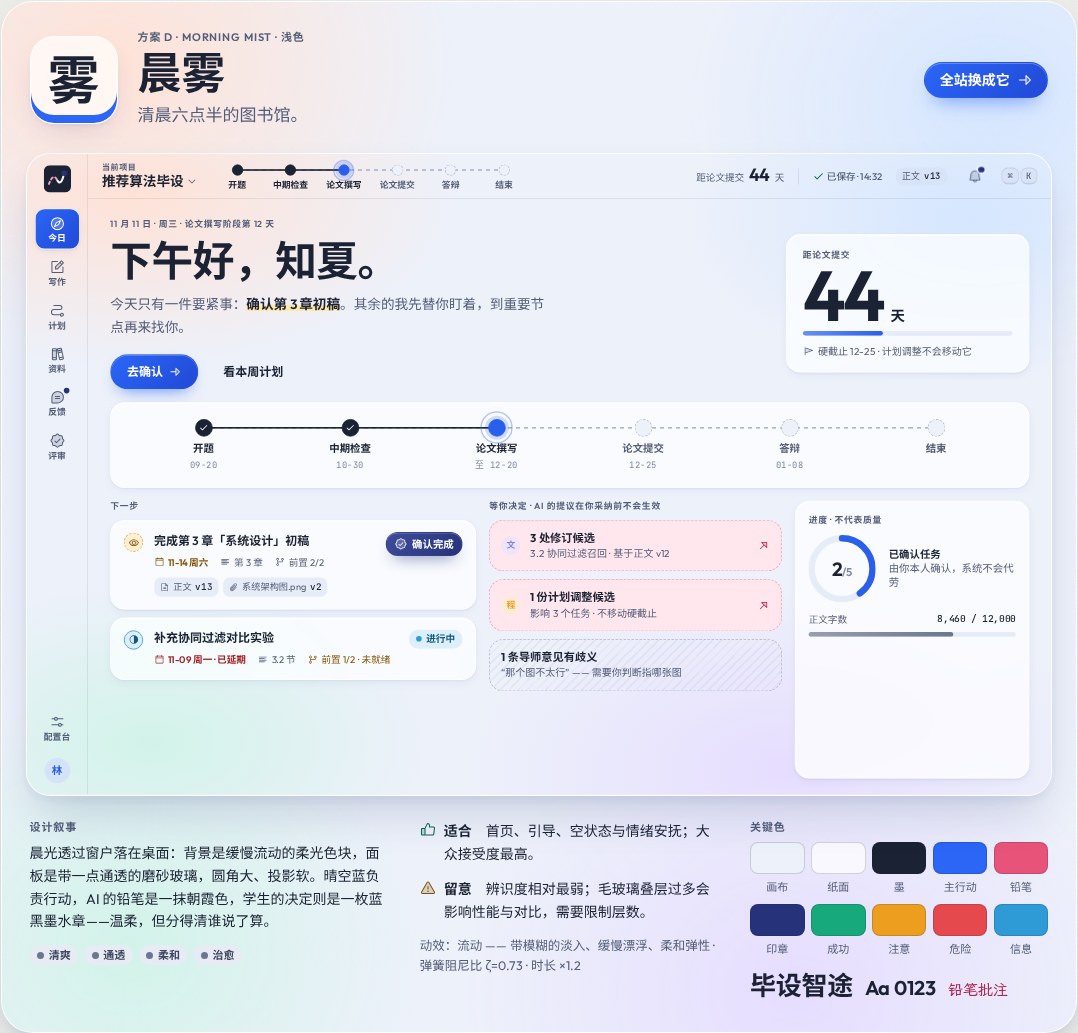 雾
方案 D · MORNING MIST · 浅色
晨雾
清晨六点半的图书馆。
全站换成它
当前项目
推荐算法毕设
开题
中期检查
论文撰写
论文提交
答辩
结束
距论文提交 44 天
已保存 · 14:32
正文 v13
⌘ K
今日
写作
计划
资料
反馈
评审
配置台
林
11 月 11 日 · 周三 · 论文撰写阶段第 12 天
下午好，知夏。
今天只有一件要紧事：确认第 3 章初稿。其余的我先替你盯着，到重要节
点再来找你。
去确认
看本周计划
距论文提交
44 天
硬截止 12-25 · 计划调整不会移动它
开题
中期检查
论文撰写
论文提交
答辩
结束
09-20
10-30
至 12-20
12-25
01-08
下一步
完成第 3 章「系统设计」初稿
确认完成
11-14 周六
第 3 章
前置 2/2
正文 v13
系统架构图.png v2
补充协同过滤对比实验
进行中
11-09 周一 · 已延期
3.2 节
前置 1/2 · 未就绪
等你决定 · AI 的提议在你采纳前不会生效
文
3 处修订候选
3.2 协同过滤召回 · 基于正文 v12
程
1 份计划调整候选
影响 3 个任务 · 不移动硬截止
1 条导师意见有歧义
“那个图不太行” —— 需要你判断指哪张图
进度 · 不代表质量
2/5
已确认任务
由你本人确认，系统不会代
劳
正文字数
8,460 / 12,000
设计叙事
晨光透过窗户落在桌面：背景是缓慢流动的柔光色块，面
板是带一点通透的磨砂玻璃，圆角大、投影软。晴空蓝负
责行动，AI 的铅笔是一抹朝霞色，学生的决定则是一枚蓝
黑墨水章——温柔，但分得清谁说了算。
清爽
通透
柔和
治愈
适合 首页、引导、空状态与情绪安抚；大
众接受度最高。
留意 辨识度相对最弱；毛玻璃叠层过多会
影响性能与对比，需要限制层数。
动效：流动 —— 带模糊的淡入、缓慢漂浮、柔和弹性 ·
弹簧阻尼比 ζ=0.73 · 时长 ×1.2
关键色
画布
纸面
墨
主行动
铅笔
印章
成功
注意
危险
信息
毕设智途 Aa 0123 铅笔批注